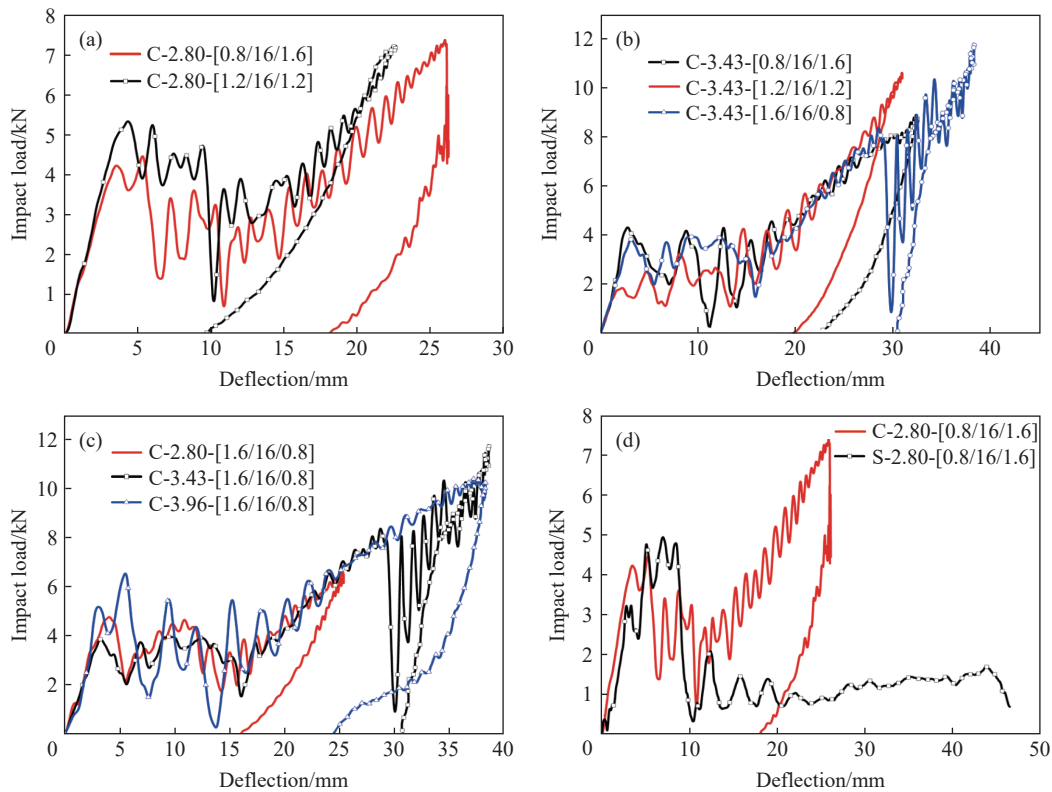 (a)
C-2.80-[0.8/16/1.6]
C-2.80-[1.2/16/1.2]
8
7
6
5
4
3
2
1
0
5
10
15
20
25
30
Impact load/kN
Deflection/mm
(b)
C-3.43-[0.8/16/1.6]
C-3.43-[1.2/16/1.2]
C-3.43-[1.6/16/0.8]
12
10
8
6
4
2
0
10
20
30
40
Impact load/kN
Deflection/mm
(c)
C-2.80-[1.6/16/0.8]
C-3.43-[1.6/16/0.8]
C-3.96-[1.6/16/0.8]
12
10
8
6
4
2
0
5
10
15
20
25
30
35
40
Impact load/kN
Deflection/mm
(d)
C-2.80-[0.8/16/1.6]
S-2.80-[0.8/16/1.6]
8
7
6
5
4
3
2
1
0
10
20
30
40
50
Impact load/kN
Deflection/mm